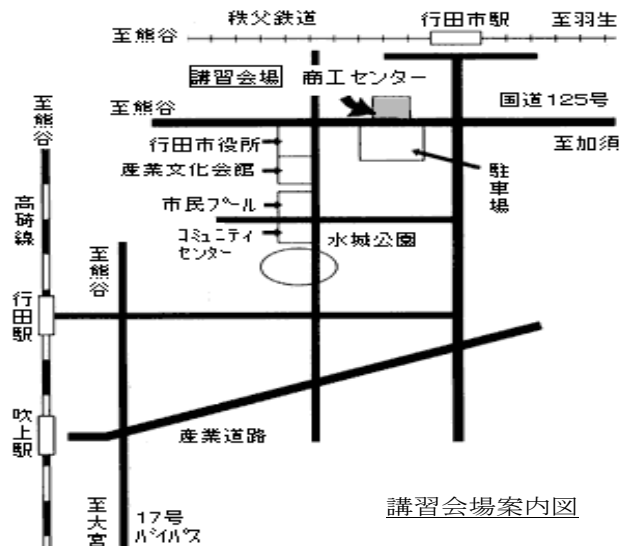 秩父鉄道
行田市駅
至羽生
至熊谷
講習会場
商工センター
至熊谷
国道125号
至熊谷
行田市役所
至加須
産業文化会館
駐車場
高崎線
市民プール
コミュニティ
センター
水城公園
至熊谷
行田駅
吹上駅
産業道路
至大宮
17号
バイパス
講習会場案内図